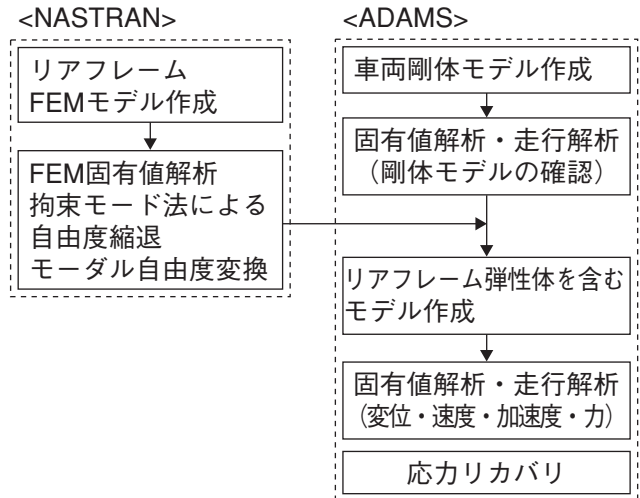 <NASTRAN>
リアフレーム
FEMモデル作成
FEM固有値解析
拘束モード法による
自由度縮退
モーダル自由度変換
<ADAMS>
車両剛体モデル作成
固有値解析・走行解析
（剛体モデルの確認）
リアフレーム弾性体を含む
モデル作成
固有値解析・走行解析
（変位・速度・加速度・力）
応力リカバリ